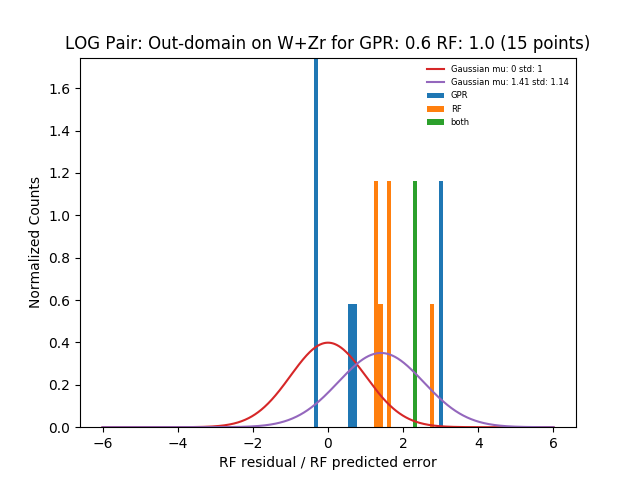 LOG Pair: Out-domain on W+Zr for GPR: 0.6 RF: 1.0 (15 points)
Gaussian mu: 0 std: 1
Gaussian mu: 1.41 std: 1.14
GPR
RF
both
1.6
1.4
1.2
1.0
0.8
0.6
0.4
0.2
0.0
Normalized Counts
−6 −4 −2 0 2 4 6
RF residual / RF predicted error